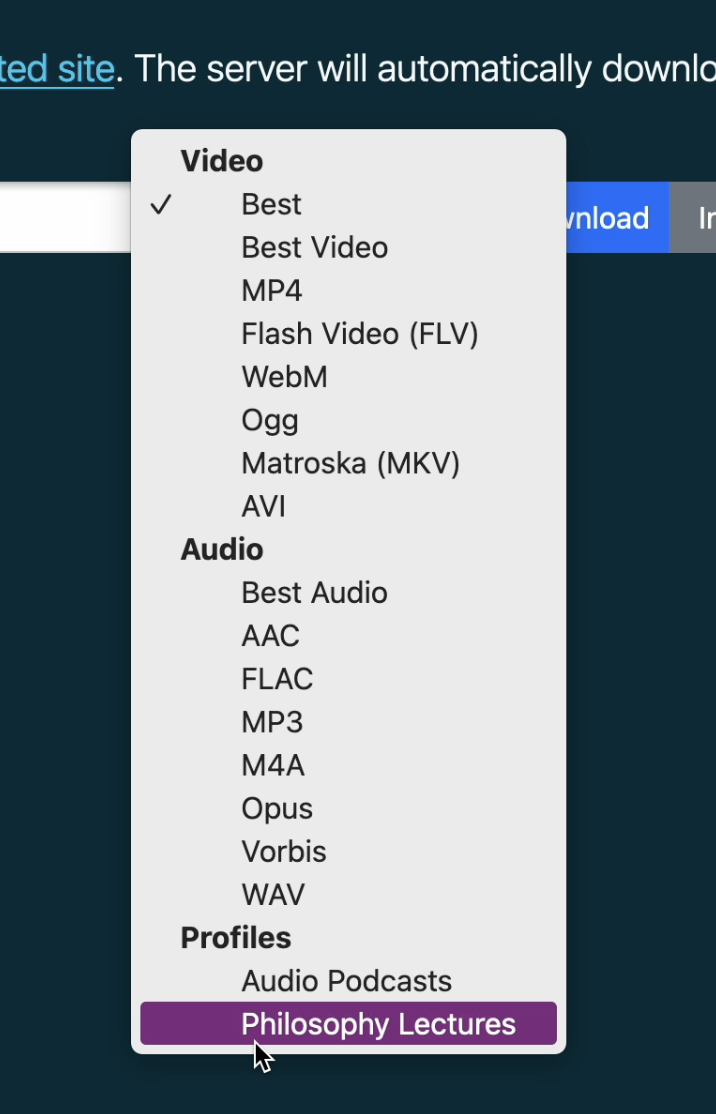 ted site. The server will automatically downlo
Video
✓ Best
Best Video
MP4
Flash Video (FLV)
WebM
Ogg
Matroska (MKV)
AVI
Audio
Best Audio
AAC
FLAC
MP3
M4A
Opus
Vorbis
WAV
Profiles
Audio Podcasts
Philosophy Lectures
wnload